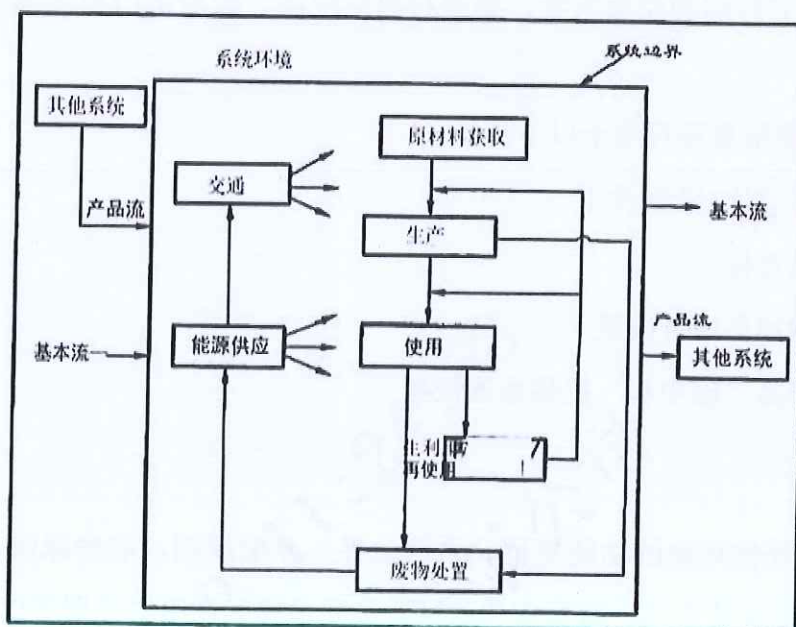 系统环境
系统边界
其他系统
原材料获取
交通
产品流
基本流
生产
产品流
基本流
能源供应
使用
其他系统
再使用
废物处置